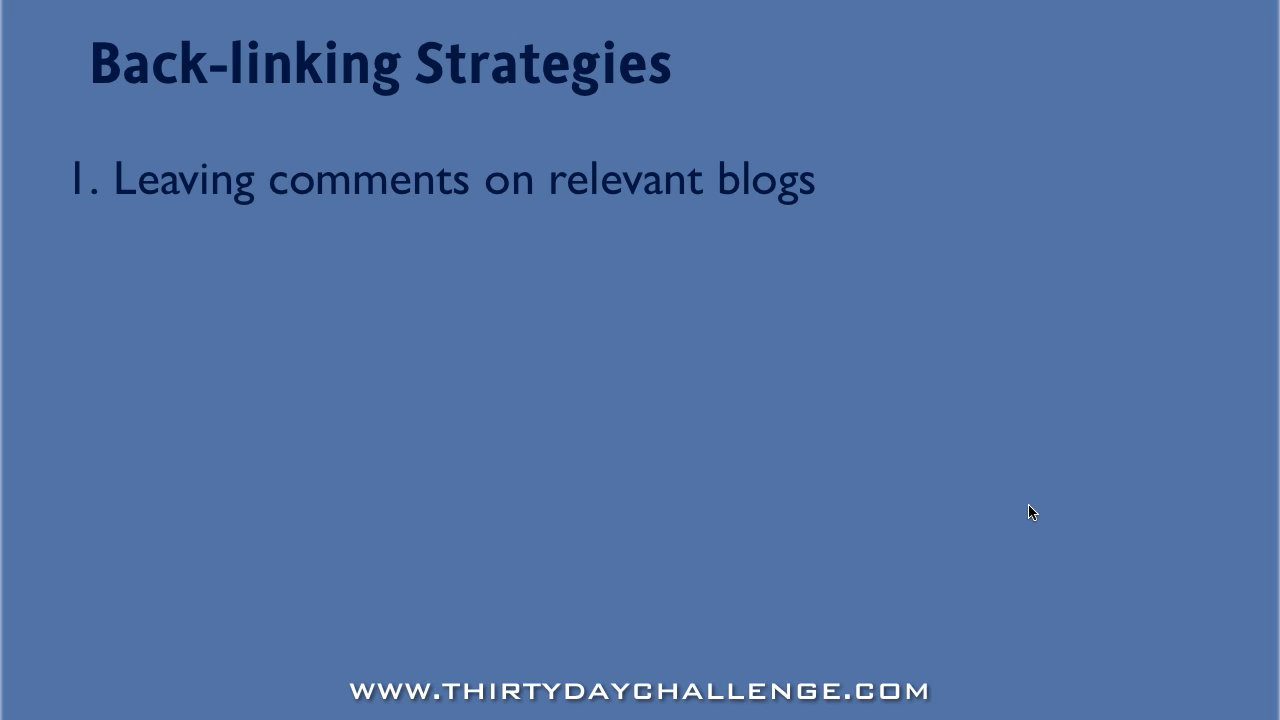 Back-linking Strategies
1. Leaving comments on relevant blogs
WWW.THIRTYDAYCHALLENGE.COM